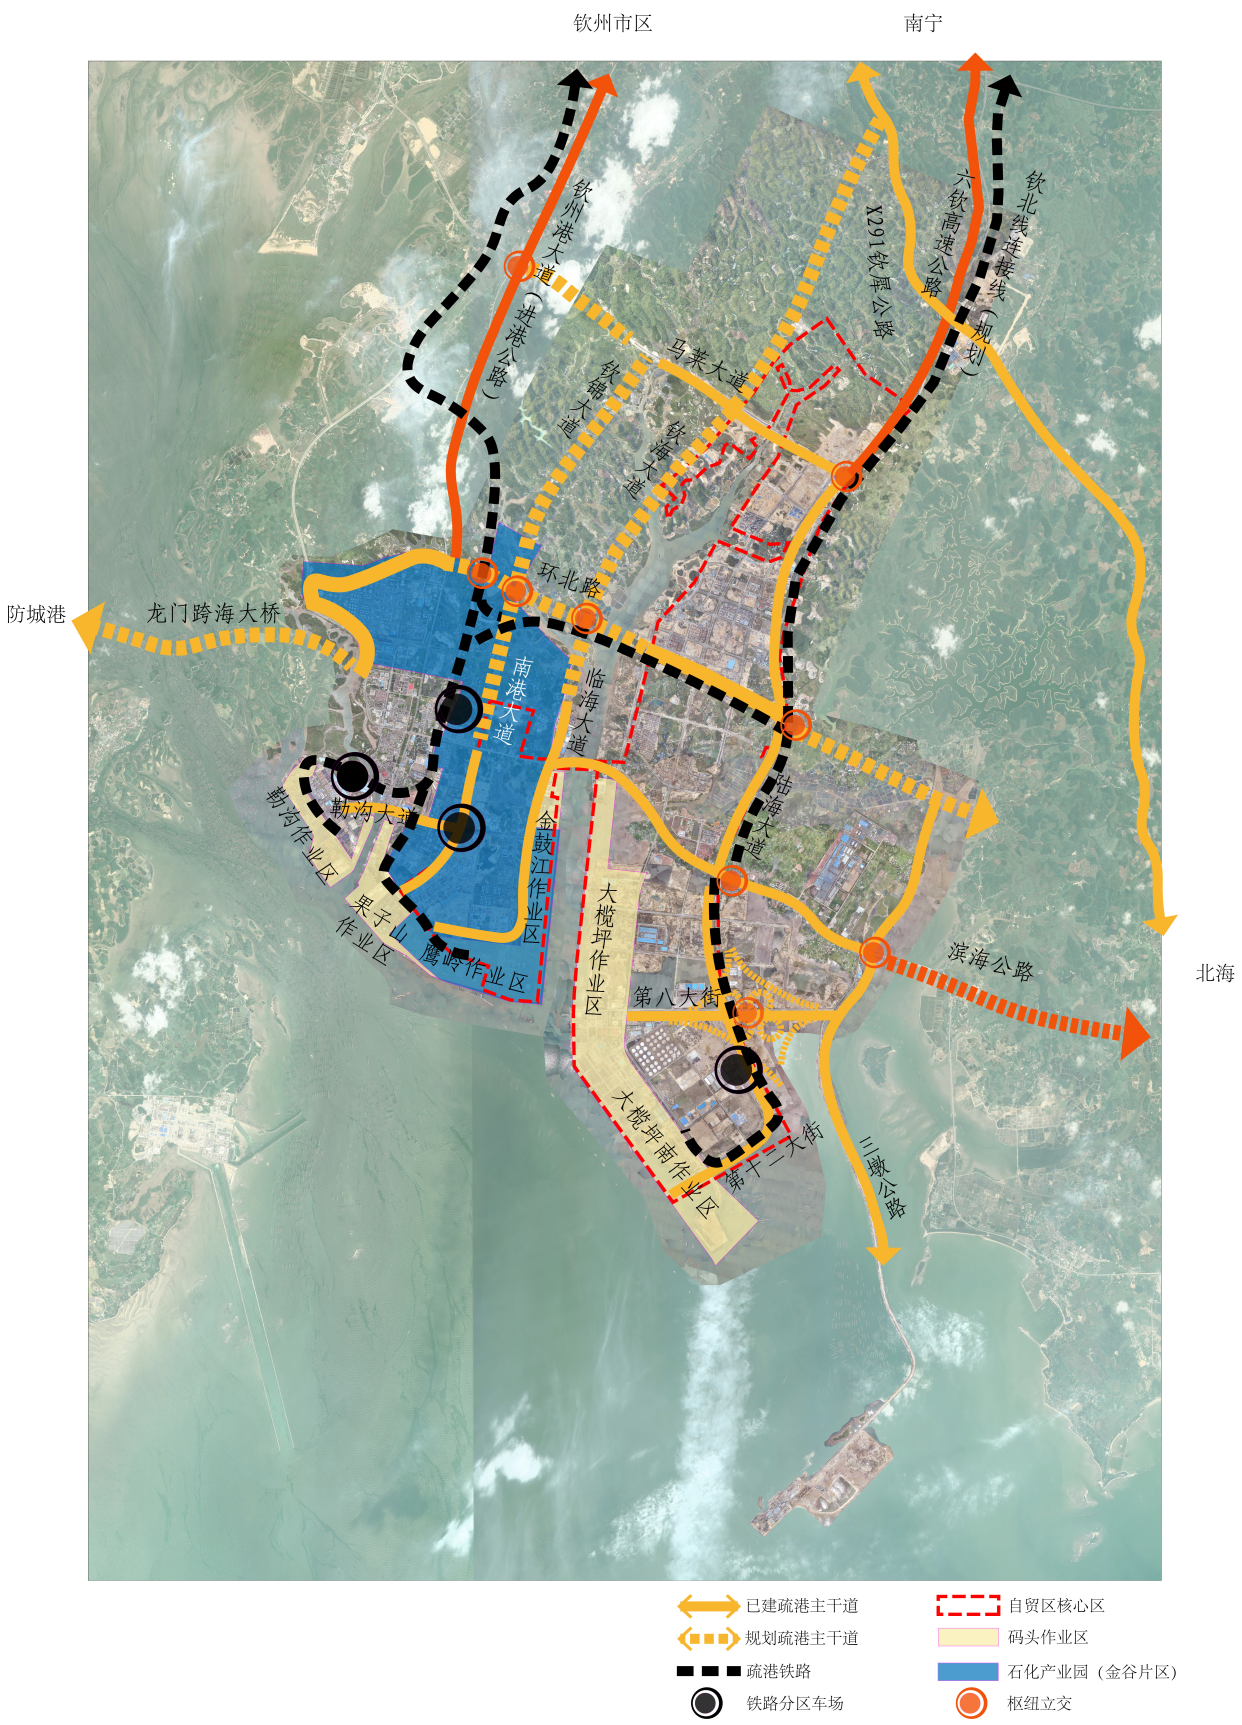 钦州市区
南宁
钦州港大道（进港公路）
X291钦犀公路
六钦高速公路
钦北线连接线（规划）
马莱大道
钦锦大道
钦海大道
环北路
防城港
龙门跨海大桥
南港大道
临海大道
陆海大道
勒沟大道
勒沟作业区
果子山
作业区
鹰岭作业区
金鼓江作业区
大榄坪作业区
第八大街
滨海公路
北海
大榄坪南作业区
第十二大街
三墩公路
已建疏港主干道
规划疏港主干道
疏港铁路
铁路分区车场
自贸区核心区
码头作业区
石化产业园（金谷片区）
枢纽立交